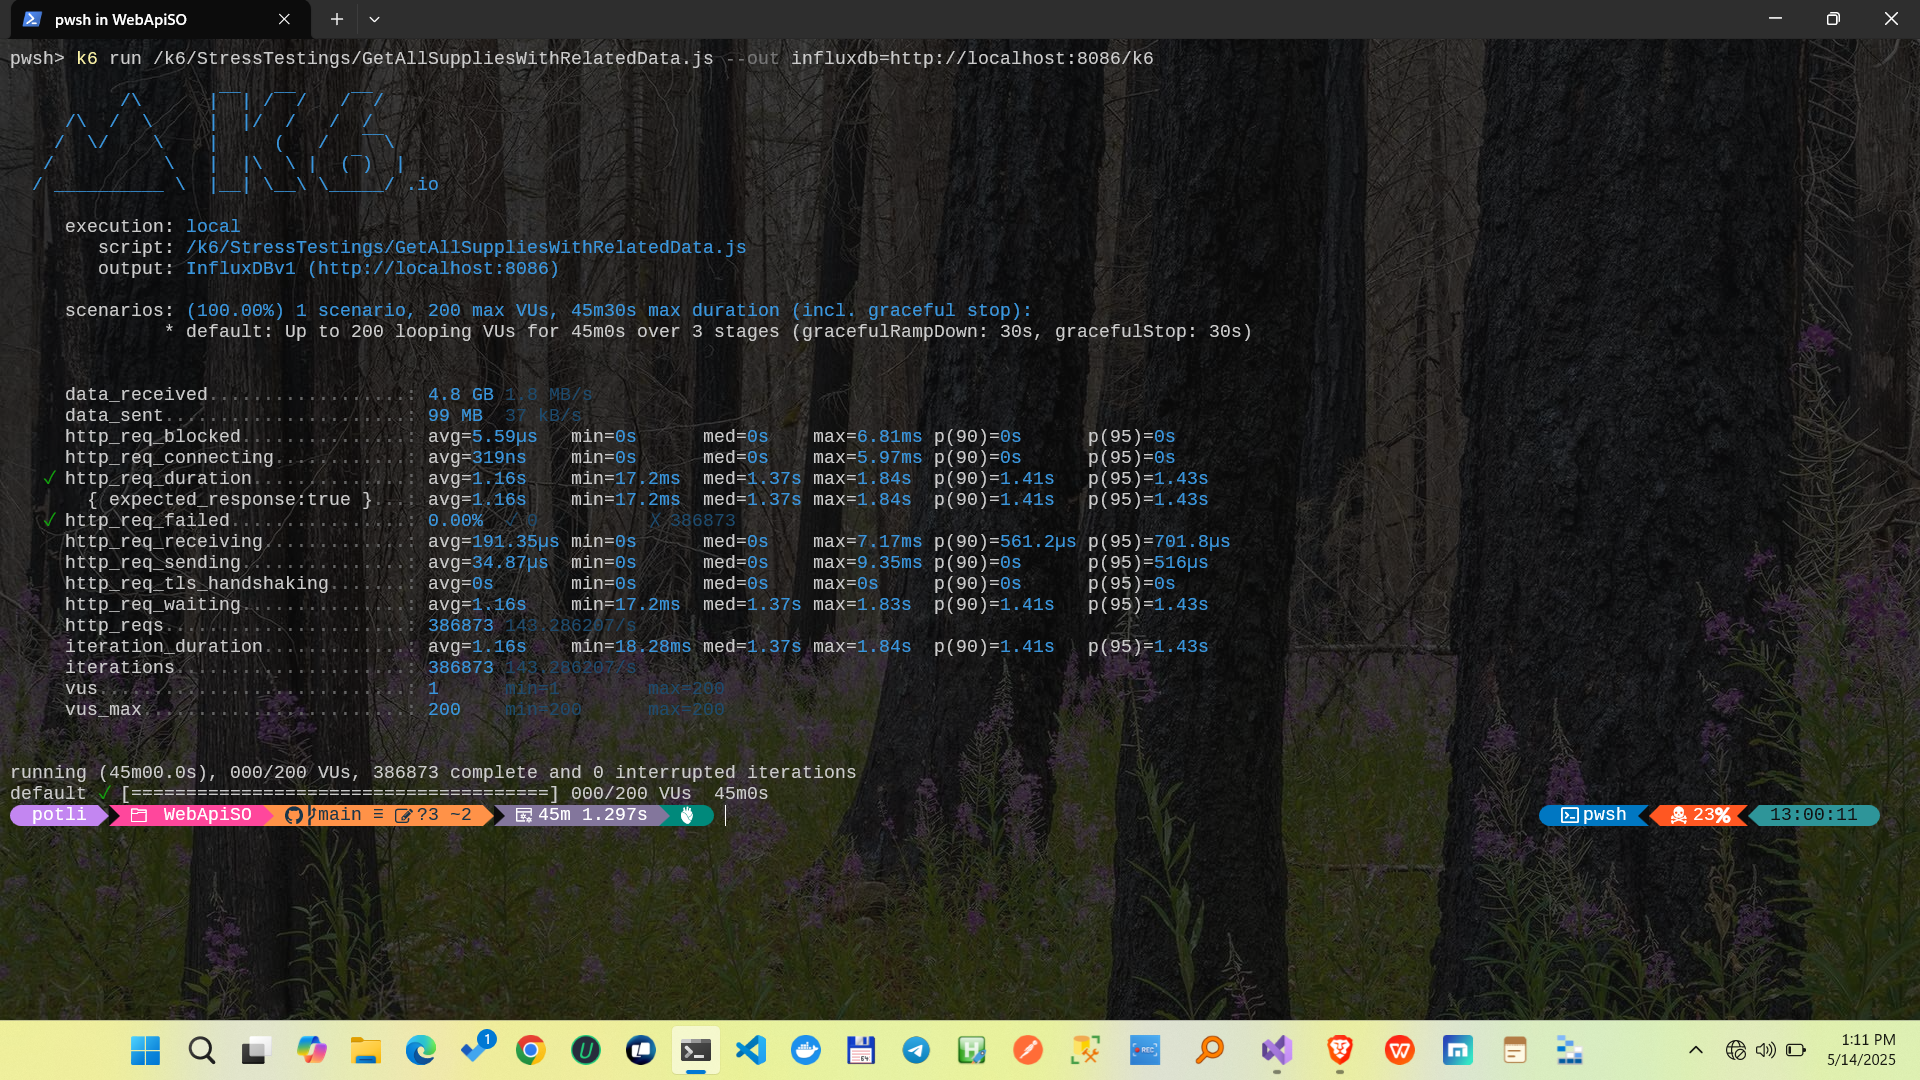 pwsh in WebApiSO
pwsh> k6 run /k6/StressTestings/GetAllSuppliesWithRelatedData.js --out influxdb=http://localhost:8086/k6
.io
execution: local
script: /k6/StressTestings/GetAllSuppliesWithRelatedData.js
output: InfluxDBv1 (http://localhost:8086)
scenarios: (100.00%) 1 scenario, 200 max VUs, 45m30s max duration (incl. graceful stop):
* default: Up to 200 looping VUs for 45m0s over 3 stages (gracefulRampDown: 30s, gracefulStop: 30s)
data_received..................: 4.8 GB 1.8 MB/s
data_sent......................: 99 MB 37 kB/s
http_req_blocked...............: avg=5.59µs min=0s med=0s max=6.81ms p(90)=0s p(95)=0s
http_req_connecting............: avg=319ns min=0s med=0s max=5.97ms p(90)=0s p(95)=0s
✓ http_req_duration..............: avg=1.16s min=17.2ms med=1.37s max=1.84s p(90)=1.41s p(95)=1.43s
{ expected_response:true }...: avg=1.16s min=17.2ms med=1.37s max=1.84s p(90)=1.41s p(95)=1.43s
✓ http_req_failed................: 0.00% ✓ 0 ✗ 386873
http_req_receiving.............: avg=191.35µs min=0s med=0s max=7.17ms p(90)=561.2µs p(95)=701.8µs
http_req_sending...............: avg=34.87µs min=0s med=0s max=9.35ms p(90)=0s p(95)=516µs
http_req_tls_handshaking.......: avg=0s min=0s med=0s max=0s p(90)=0s p(95)=0s
http_req_waiting...............: avg=1.16s min=17.2ms med=1.37s max=1.83s p(90)=1.41s p(95)=1.43s
http_reqs......................: 386873 143.286207/s
iteration_duration.............: avg=1.16s min=18.28ms med=1.37s max=1.84s p(90)=1.41s p(95)=1.43s
iterations.....................: 386873 143.286207/s
vus............................: 1 min=1 max=200
vus_max........................: 200 min=200 max=200
running (45m00.0s), 000/200 VUs, 386873 complete and 0 interrupted iterations
default ✓ [======================================] 000/200 VUs 45m0s
potli WebApiSO main ≡ ?3 ~2 45m 1.297s pwsh 23% 13:00:11
1
64
REC
1:11 PM
5/14/2025